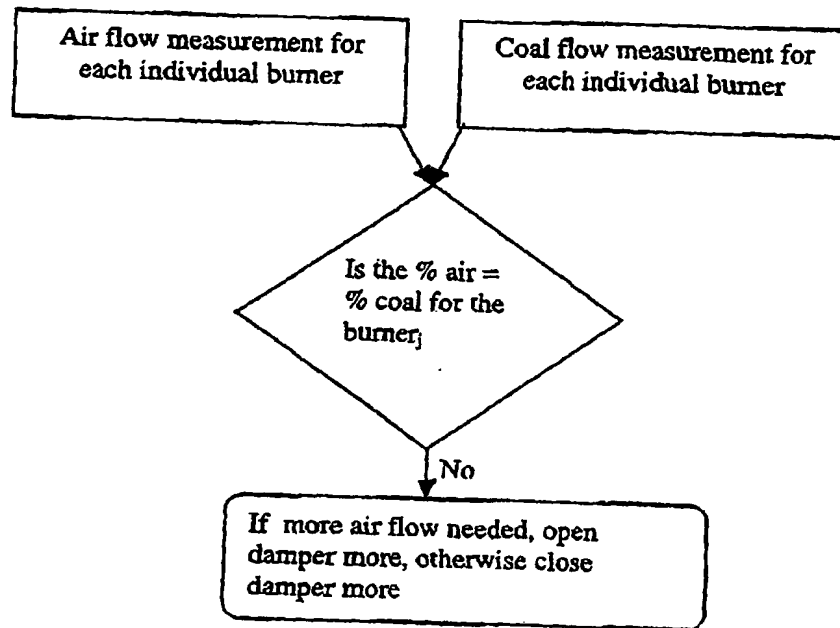 Air flow measurement for
each individual burner
Coal flow measurement for
each individual burner
Is the % air =
% coal for the
burnerj
No
If more air flow needed, open
damper more, otherwise close
damper more